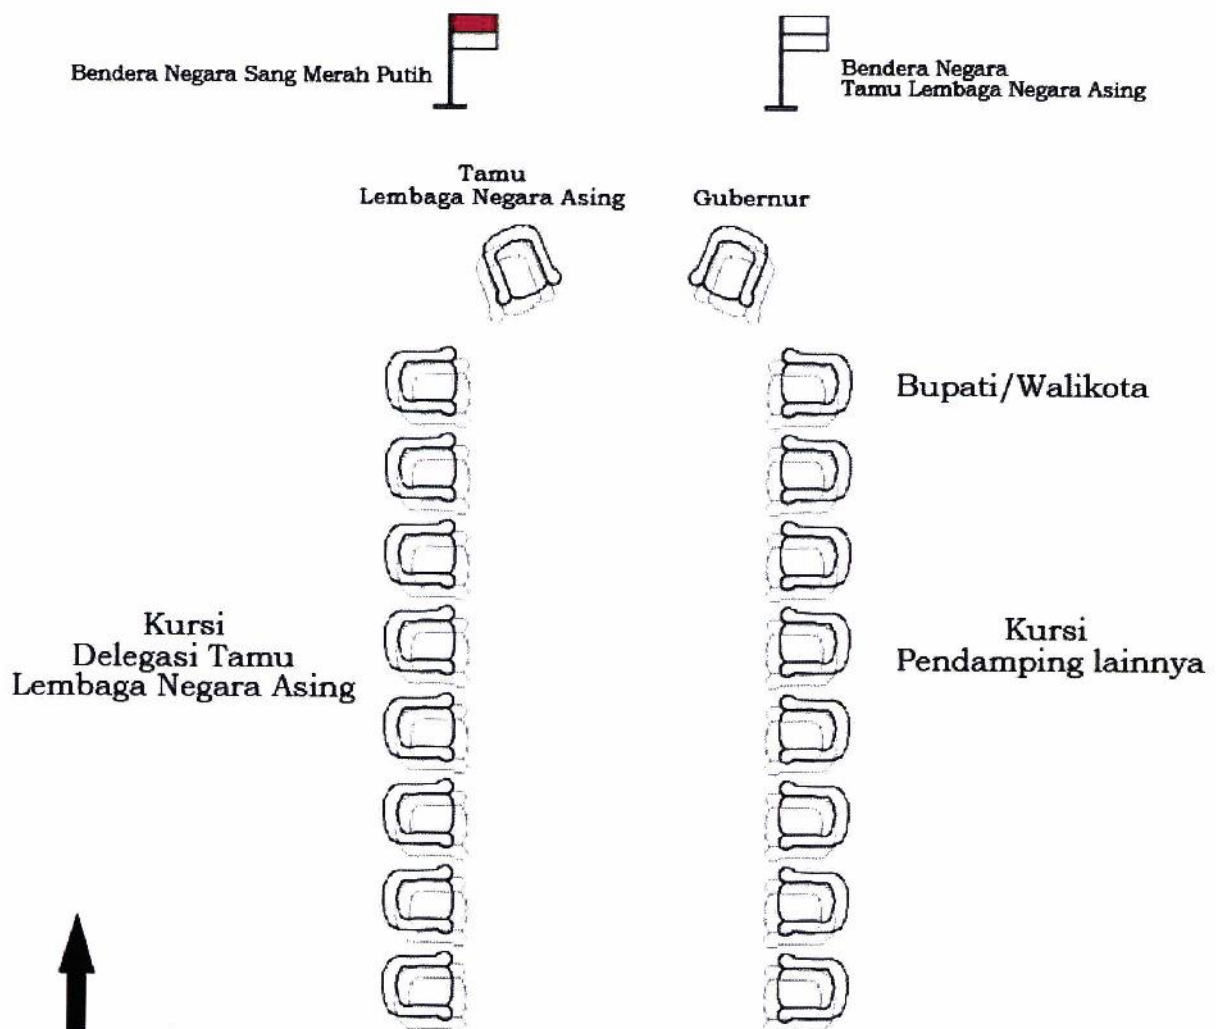 Bendera Negara Sang Merah Putih
Bendera Negara
Tamu Lembaga Negara Asing
Tamu
Lembaga Negara Asing
Gubernur
Bupati/Walikota
Kursi
Delegasi Tamu
Lembaga Negara Asing
Kursi
Pendamping lainnya